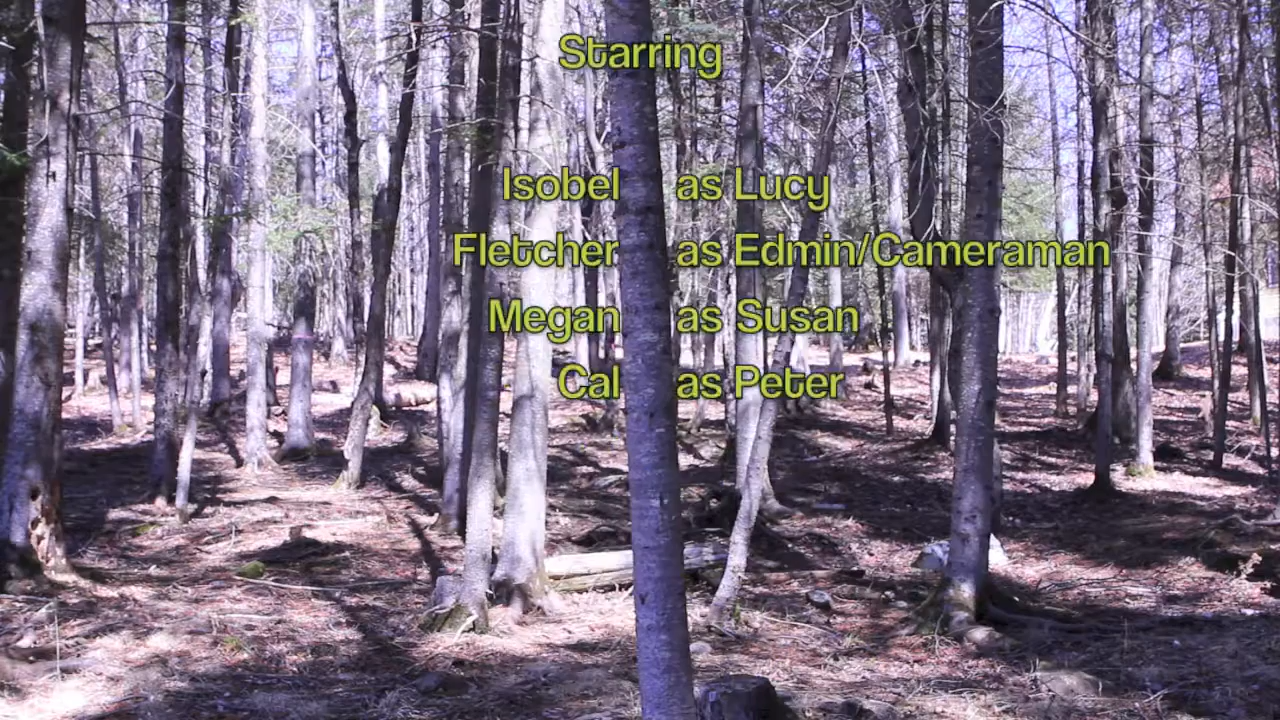 Starring
Isobel as Lucy
Fletcher as Edmin/Cameraman
Megan as Susan
Cal as Peter